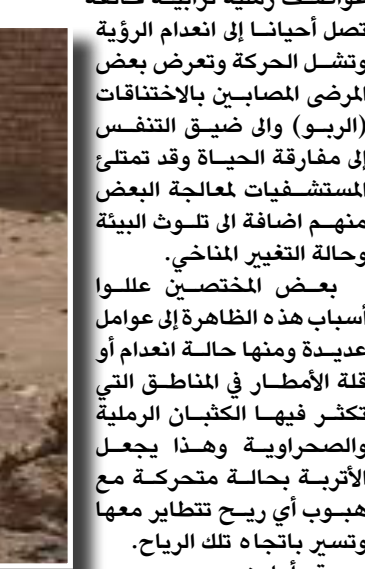 تصل أحيانا إلى انعدام الرؤية
وتشل الحركة وتعرض بعض
المرضى المصابين بالاختناقات
(الربو) والى ضيق التنفس
إلى مفارقة الحياة وقد تمتلئ
المستشفيات لمعالجة البعض
منهم اضافة الى تلوث البيئة
وحالة التغيير المناخي.
بعض المختصين عللوا
أسباب هذه الظاهرة إلى عوامل
عديدة ومنها حالة انعدام أو
قلة الأمطار في المناطق التي
تكثر فيها الكثبان الرملية
والصحراوية وهذا يجعل
الأتربة بحالة متحركة مع
هبوب أي ريح تتطاير معها
وتسير باتجاه تلك الرياح.